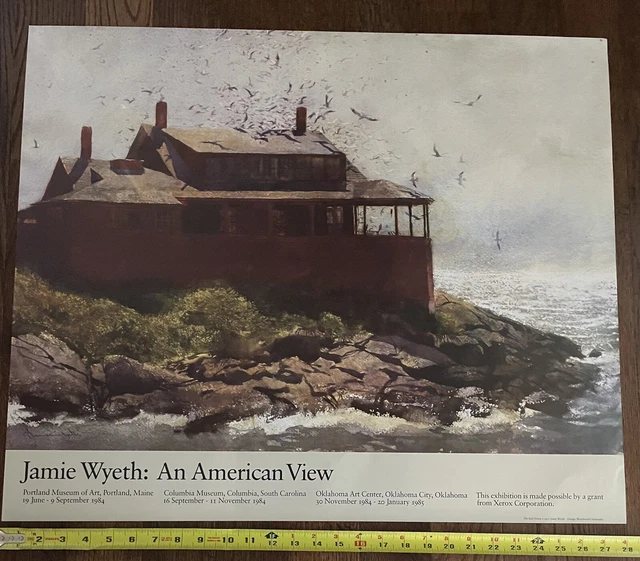 Jamie Wyeth: An American View
Portland Museum of Art, Portland, Maine
19 June - 9 September 1984
Columbia Museum, Columbia, South Carolina
16 September - 11 November 1984
Oklahoma Art Center, Oklahoma City, Oklahoma
30 November 1984 - 20 January 1985
This exhibition is made possible by a grant
from Xerox Corporation.
2 3 4 5 6 7 8 9 10 11 12 13 14 15 16 17 18 19 20 21 22 23 24 25 26 27 28